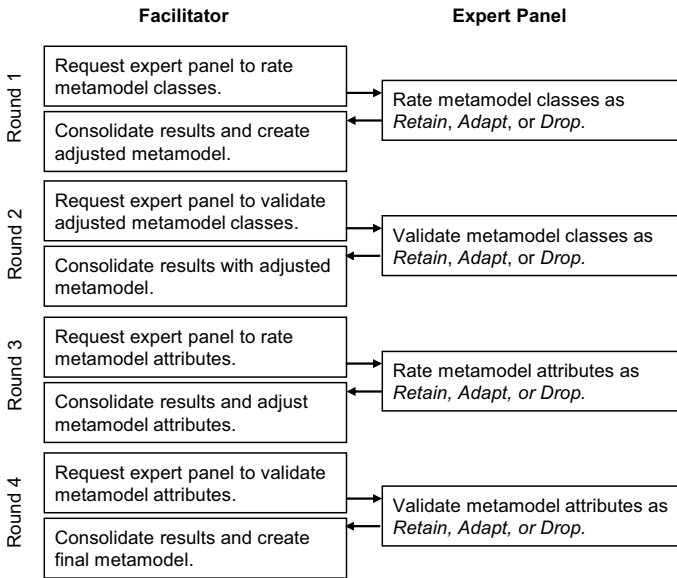 Facilitator
Expert Panel
Round 1
Request expert panel to rate
metamodel classes.
Rate metamodel classes as
Retain, Adapt, or Drop.
Consolidate results and create
adjusted metamodel.
Round 2
Request expert panel to validate
adjusted metamodel classes.
Validate metamodel classes as
Retain, Adapt, or Drop.
Consolidate results with adjusted
metamodel.
Round 3
Request expert panel to rate
metamodel attributes.
Rate metamodel attributes as
Retain, Adapt, or Drop.
Consolidate results and adjust
metamodel attributes.
Round 4
Request expert panel to validate
metamodel attributes.
Validate metamodel attributes as
Retain, Adapt, or Drop.
Consolidate results and create
final metamodel.